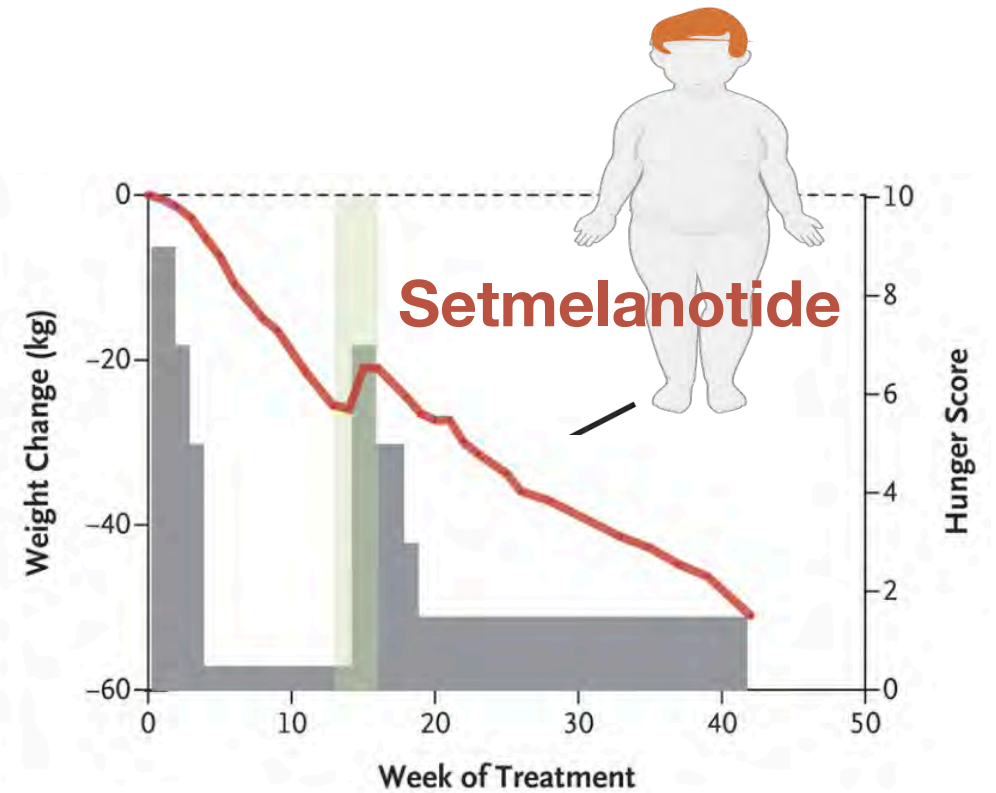 Setmelanotide
Weight Change (kg)
0
–20
–40
–60
10
8
6
4
2
0
Hunger Score
0 10 20 30 40 50
Week of Treatment